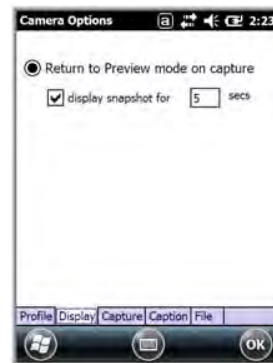 Camera Options 2:23
Return to Preview mode on capture
display snapshot for 5 secs
Profile Display Capture Caption File
OK